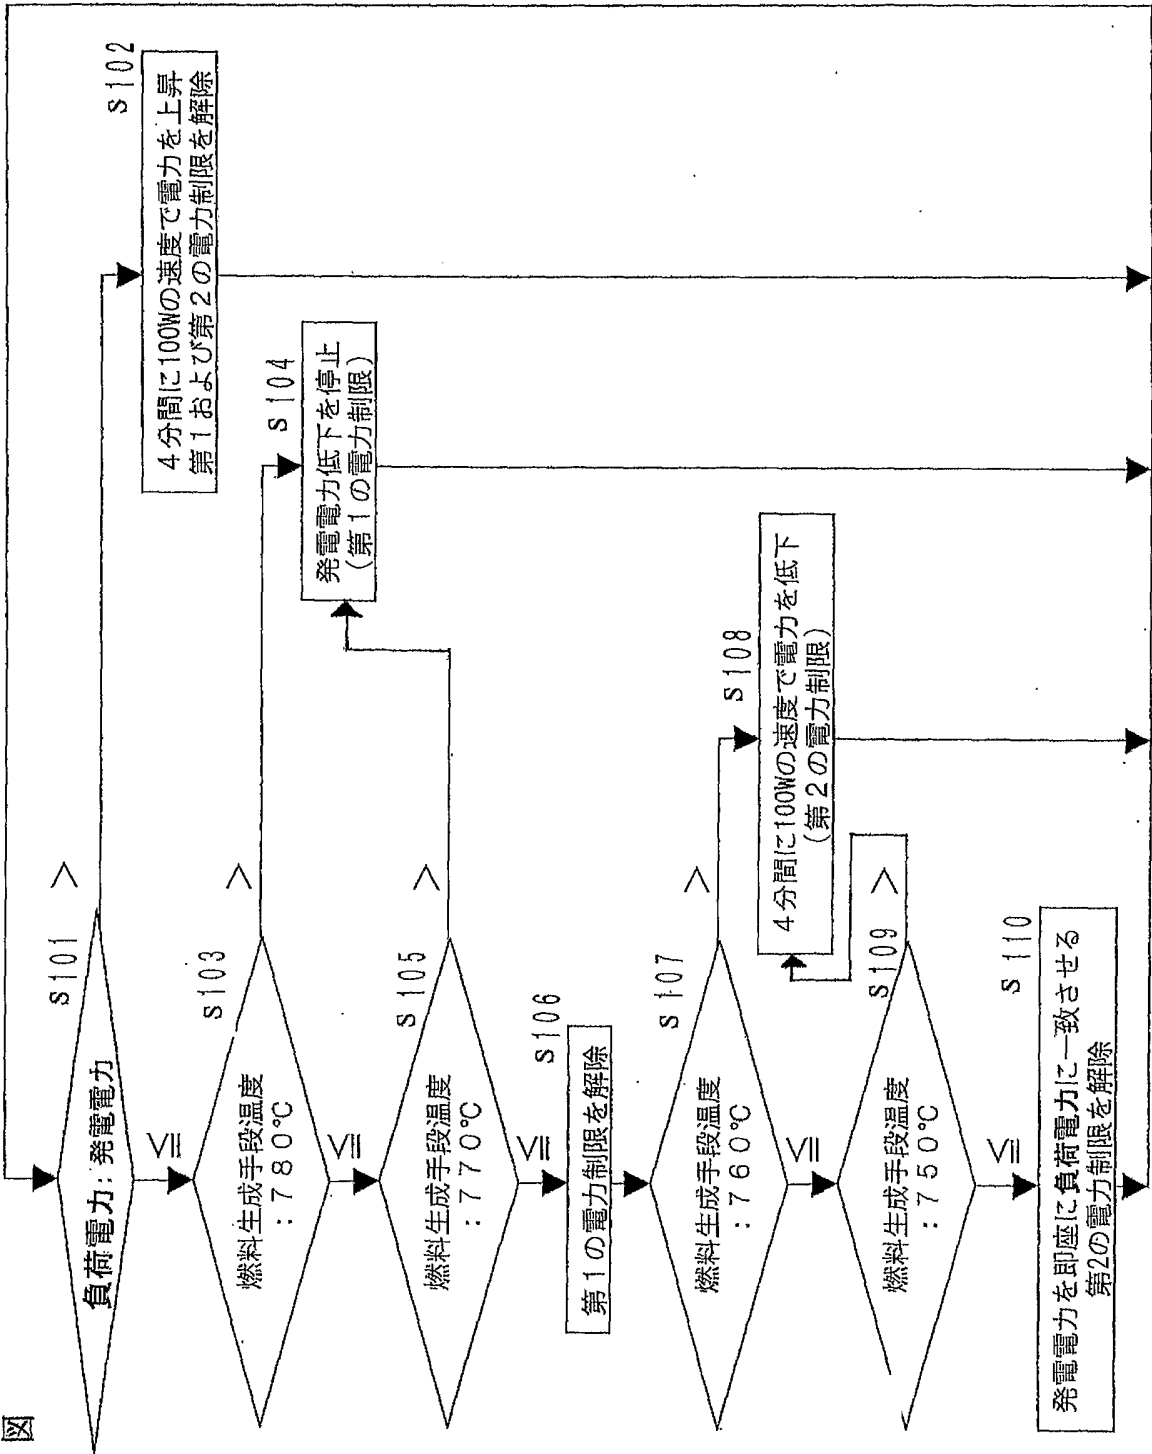 図
s101
負荷電力：発電電力
＞
≦
s102
４分間に100Wの速度で電力を上昇
第１および第２の電力制限を解除
s103
燃料生成手段温度
：７８０℃
＞
≦
s104
発電電力低下を停止
(第１の電力制限)
s105
燃料生成手段温度
：７７０℃
＞
≦
s106
第１の電力制限を解除
s107
燃料生成手段温度
：７６０℃
＞
≦
s108
４分間に100Wの速度で電力を低下
(第２の電力制限)
s109
燃料生成手段温度
：７５０℃
＞
≦
s110
発電電力を即座に負荷電力に一致させる
第2の電力制限を解除